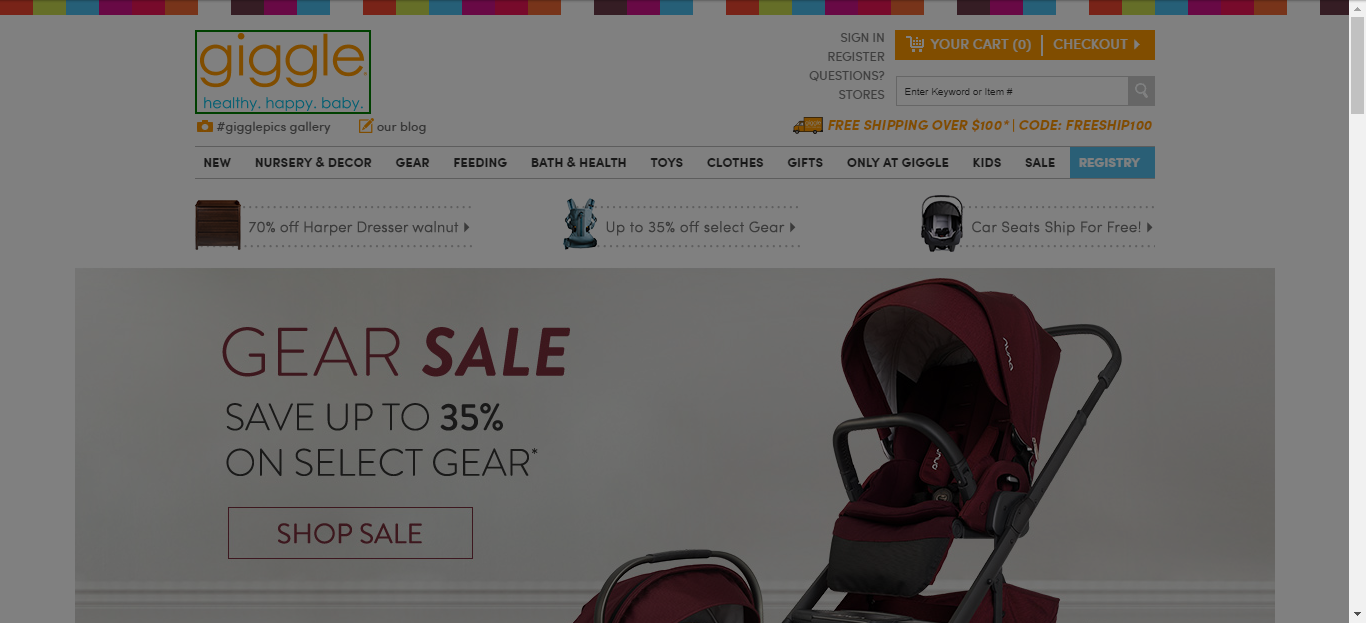 giggle
healthy. happy. baby.
SIGN IN
REGISTER
QUESTIONS?
STORES
YOUR CART (0) | CHECKOUT
Enter Keyword or Item #
#gigglepics gallery
our blog
FREE SHIPPING OVER $100* | CODE: FREESHIP100
NEW NURSERY & DECOR GEAR FEEDING BATH & HEALTH TOYS CLOTHES GIFTS ONLY AT GIGGLE KIDS SALE REGISTRY
70% off Harper Dresser walnut
Up to 35% off select Gear
Car Seats Ship For Free!
GEAR SALE
SAVE UP TO 35%
ON SELECT GEAR*
SHOP SALE
nuna
nuna